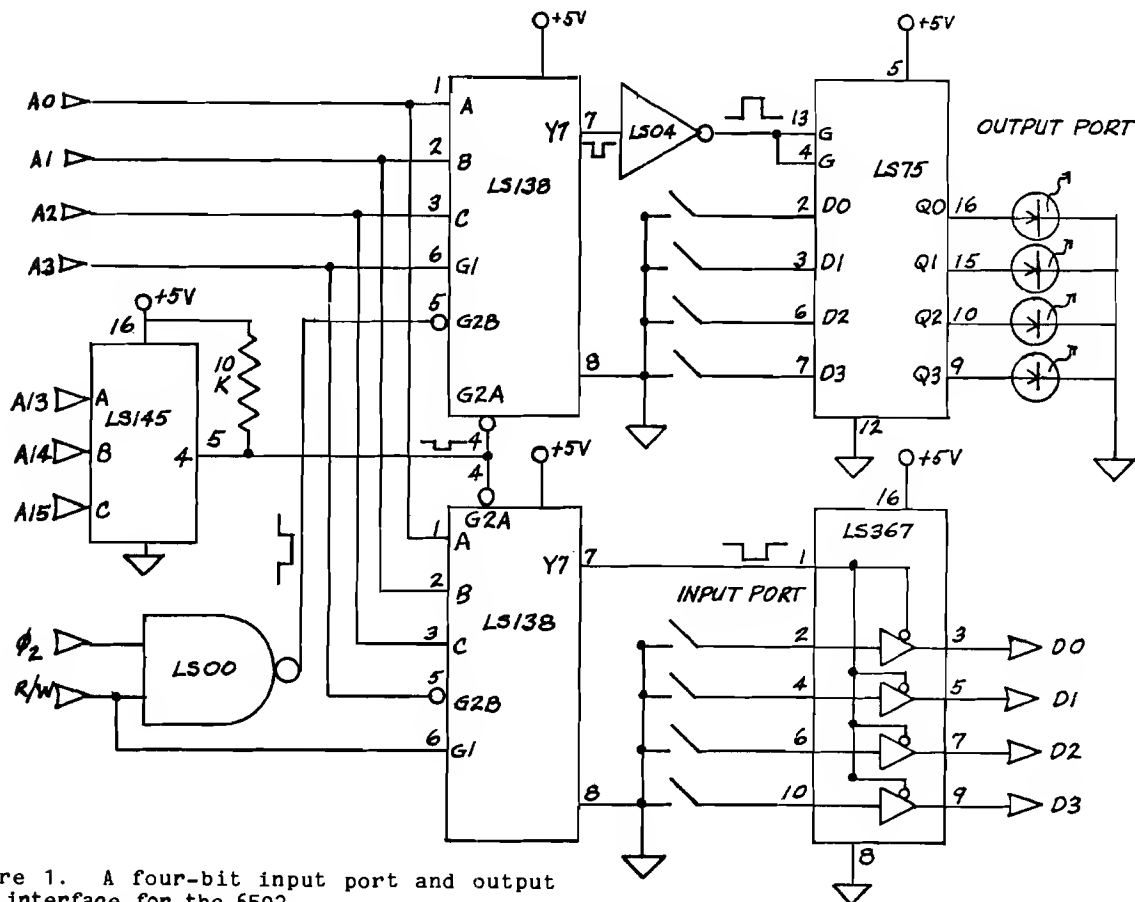 +5V
+5V
A0
1
A
Y7
7
LS04
13
G
4
G
5
OUTPUT PORT
A1
2
B
LS138
LS75
A2
3
C
2
D0
Q0
16
A3
6
G1
3
D1
Q1
15
+5V
16
5
G2B
6
D2
Q2
10
10
K
8
7
D3
Q3
9
A13
A
LS145
G2A
12
A14
B
4
5
4
4
+5V
+5V
A15
C
G2A
16
LS367
1
A
Y7
7
1
2
B
INPUT PORT
LS138
3
C
2
3
D0
φ2
LS00
5
G2B
4
5
D1
R/W
6
G1
6
7
D2
8
10
9
D3
8
re 1. A four-bit input port and output
interface for the 6502